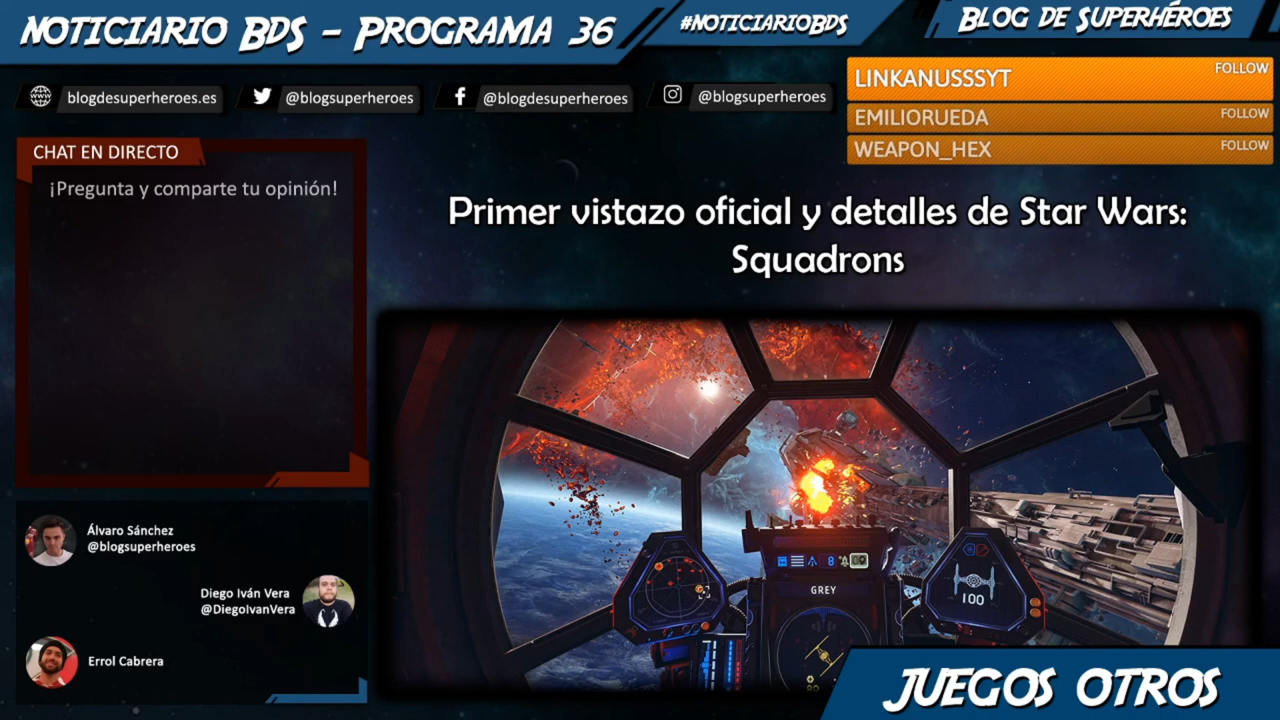 NOTICIARIO BDS - PROGRAMA 36
#NOTICIARIOBDS
BLOG DE SUPERHÉROES
blogdesuperheroes.es
@blogsuperheroes
@blogdesuperheroes
@blogsuperheroes
LINKANUSSSYT
FOLLOW
EMILIORUEDA
FOLLOW
WEAPON_HEX
FOLLOW
CHAT EN DIRECTO
¡Pregunta y comparte tu opinión!
Primer vistazo oficial y detalles de Star Wars:
Squadrons
Álvaro Sánchez
@blogsuperheroes
Diego Iván Vera
@DiegoIvanVera
Errol Cabrera
8
GREY
100
JUEGOS OTROS